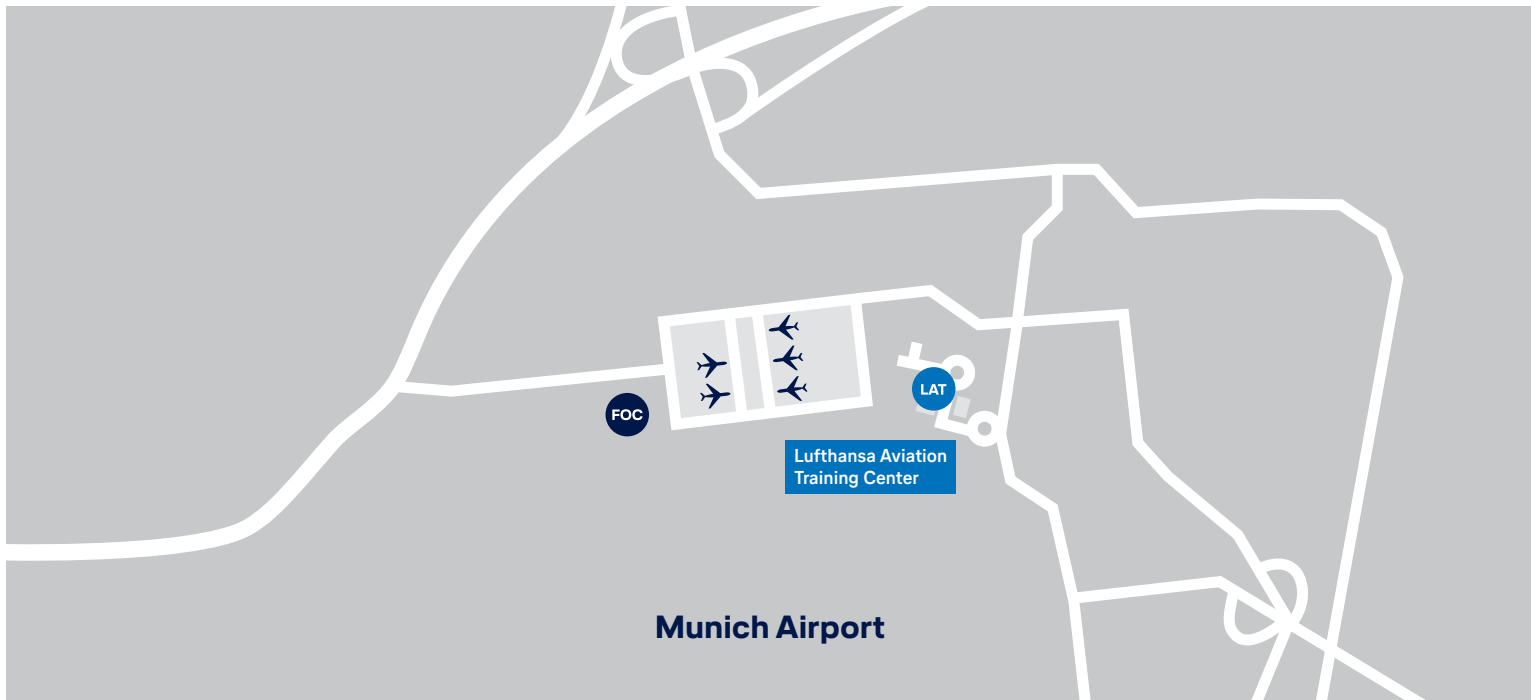 LAT
FOC
Lufthansa Aviation
Training Center
Munich Airport